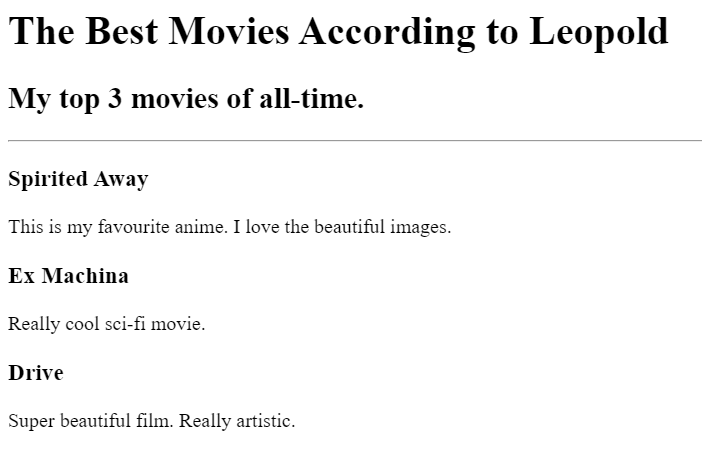 The Best Movies According to Leopold
My top 3 movies of all-time.
Spirited Away
This is my favourite anime. I love the beautiful images.
Ex Machina
Really cool sci-fi movie.
Drive
Super beautiful film. Really artistic.